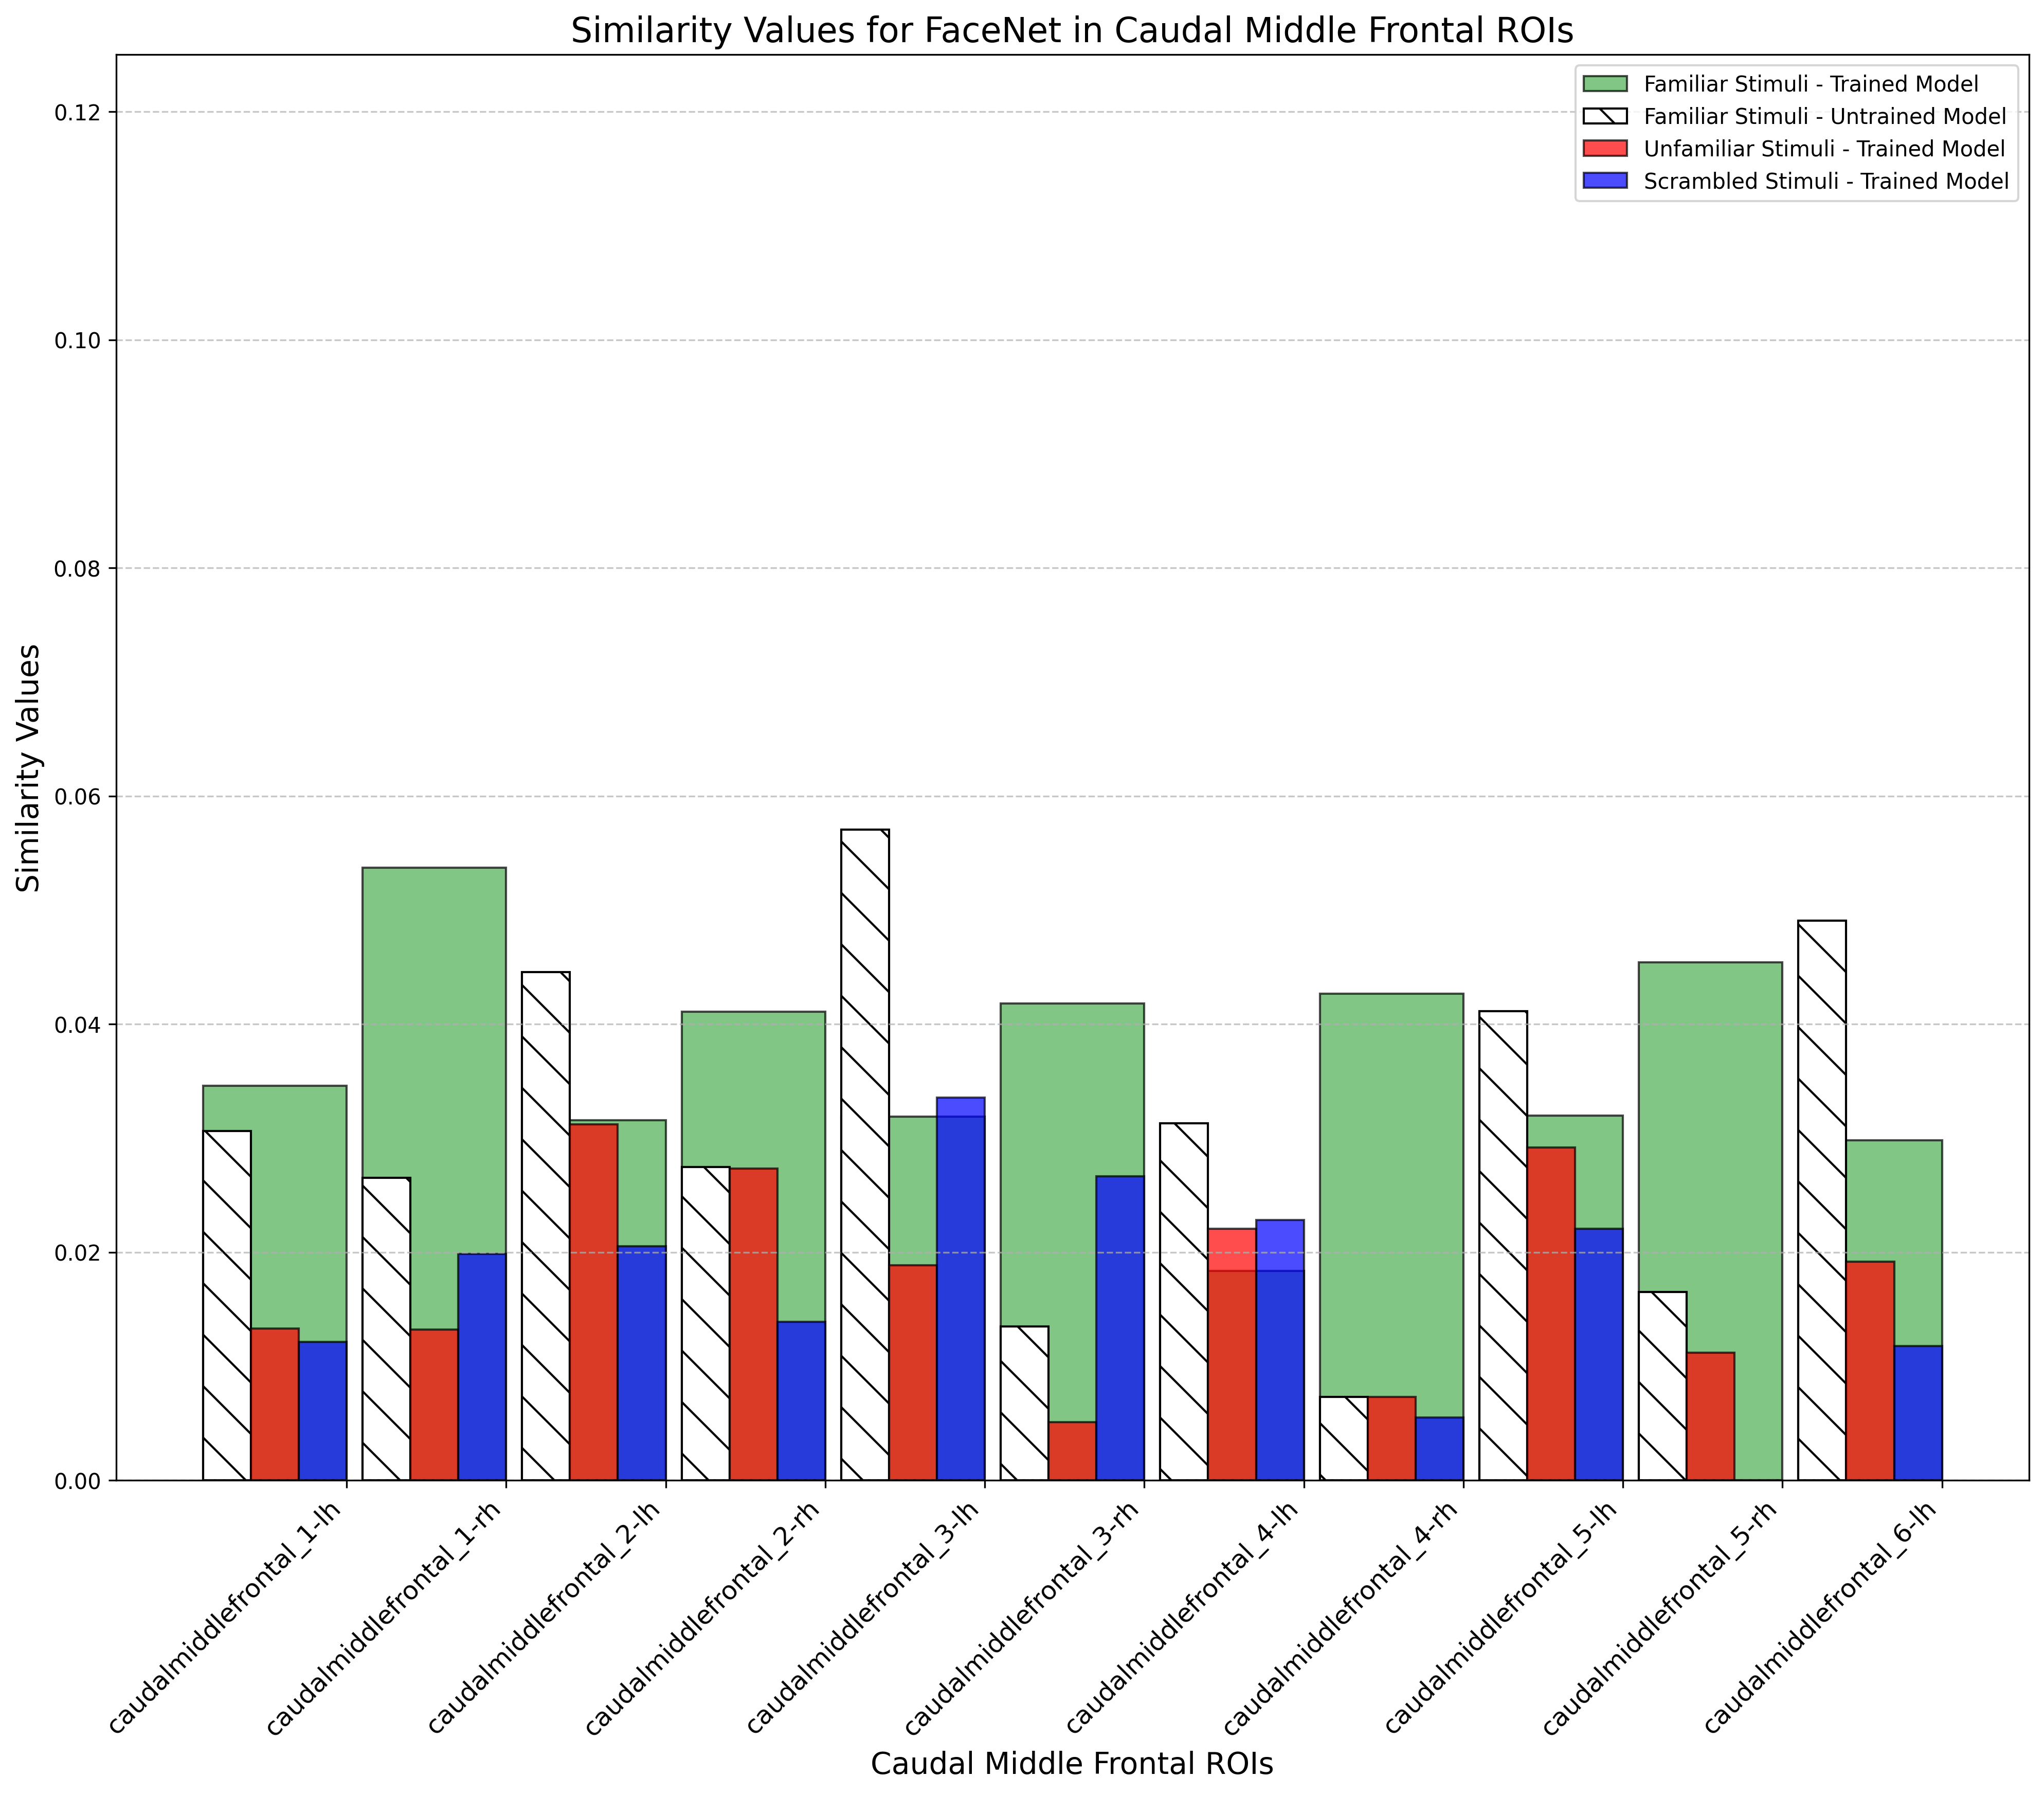 Similarity Values for FaceNet in Caudal Middle Frontal ROIs
Familiar Stimuli - Trained Model
Familiar Stimuli - Untrained Model
Unfamiliar Stimuli - Trained Model
Scrambled Stimuli - Trained Model
Similarity Values
0.12
0.10
0.08
0.06
0.04
0.02
0.00
caudalmiddlefrontal_1-lh
caudalmiddlefrontal_1-rh
caudalmiddlefrontal_2-lh
caudalmiddlefrontal_2-rh
caudalmiddlefrontal_3-lh
caudalmiddlefrontal_3-rh
caudalmiddlefrontal_4-lh
caudalmiddlefrontal_4-rh
caudalmiddlefrontal_5-lh
caudalmiddlefrontal_5-rh
caudalmiddlefrontal_6-lh
Caudal Middle Frontal ROIs